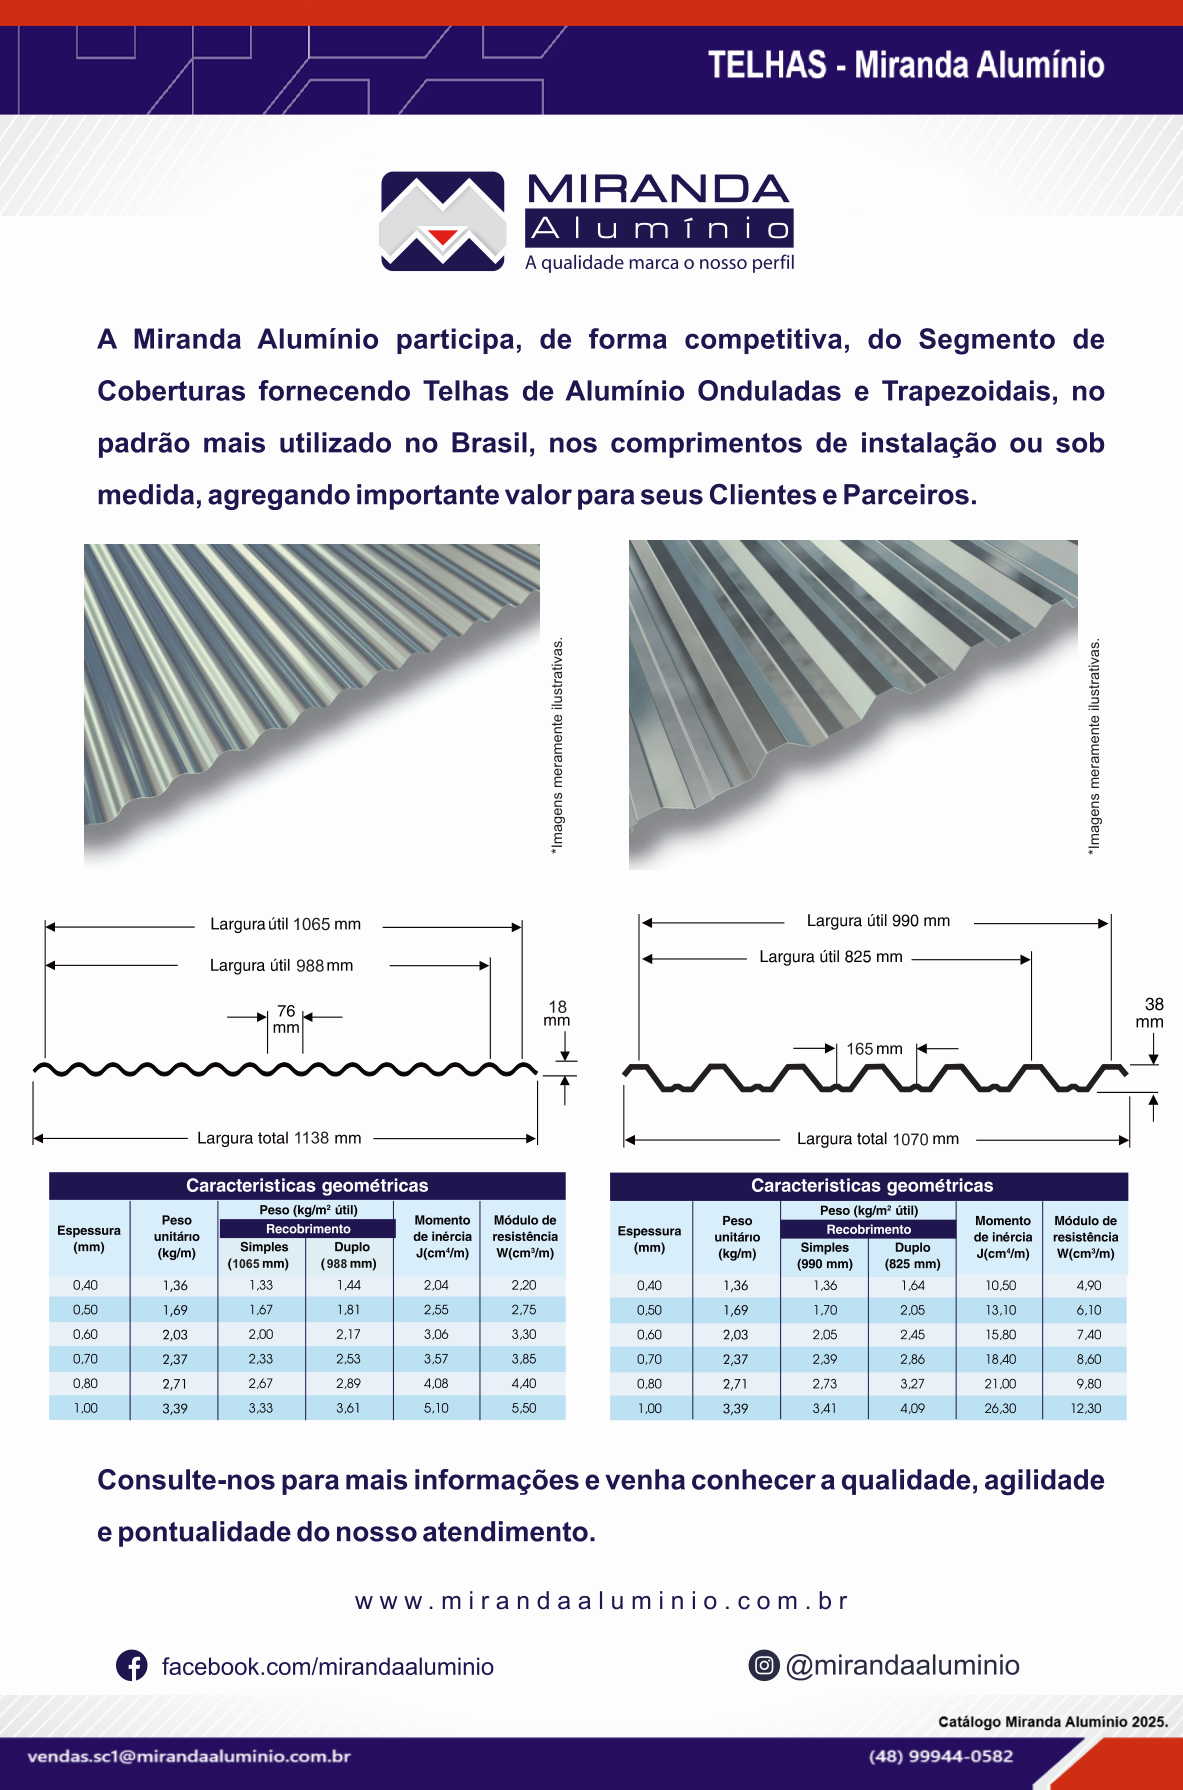 TELHAS - Miranda Alumínio
MIRANDA
Alumínio
A qualidade marca o nosso perfil
A Miranda Alumínio participa, de forma competitiva, do Segmento de
Coberturas fornecendo Telhas de Alumínio Onduladas e Trapezoidais, no
padrão mais utilizado no Brasil, nos comprimentos de instalação ou sob
medida, agregando importante valor para seus Clientes e Parceiros.
*Imagens meramente ilustrativas.
*Imagens meramente ilustrativas.
Largura útil 1065 mm
Largura útil 988 mm
76
mm
18
mm
Largura total 1138 mm
Largura útil 990 mm
Largura útil 825 mm
165 mm
38
mm
Largura total 1070 mm
Caracteristicas geométricas
Espessura (mm) Peso unitárıo (kg/m) Peso (kg/m² útil) Recobrimento Simples (1065 mm) Duplo (988 mm) Momento de inércia J(cm⁴/m) Módulo de resistência W(cm³/m)
0,40 1,36 1,33 1,44 2,04 2,20
0,50 1,69 1,67 1,81 2,55 2,75
0,60 2,03 2,00 2,17 3,06 3,30
0,70 2,37 2,33 2,53 3,57 3,85
0,80 2,71 2,67 2,89 4,08 4,40
1,00 3,39 3,33 3,61 5,10 5,50
Caracteristicas geométricas
Espessura (mm) Peso unitárıo (kg/m) Peso (kg/m² útil) Recobrimento Simples (990 mm) Duplo (825 mm) Momento de inércia J(cm⁴/m) Módulo de resistência W(cm³/m)
0,40 1,36 1,36 1,64 10,50 4,90
0,50 1,69 1,70 2,05 13,10 6,10
0,60 2,03 2,05 2,45 15,80 7,40
0,70 2,37 2,39 2,86 18,40 8,60
0,80 2,71 2,73 3,27 21,00 9,80
1,00 3,39 3,41 4,09 26,30 12,30
Consulte-nos para mais informações e venha conhecer a qualidade, agilidade
e pontualidade do nosso atendimento.
www.mirandaaluminio.com.br
facebook.com/mirandaaluminio
@mirandaaluminio
Catálogo Miranda Alumínio 2025.
vendas.sc1@mirandaaluminio.com.br
(48) 99944-0582